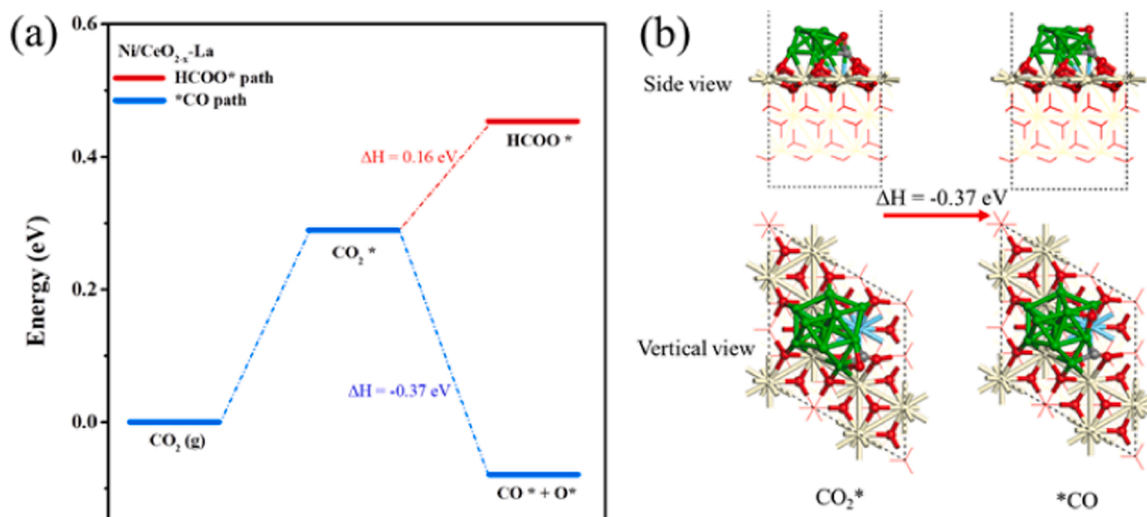 (a)
0.6
0.4
0.2
0.0
Energy (eV)
Ni/CeO₂₋ₓ-La
HCOO* path
*CO path
HCOO *
ΔH = 0.16 eV
CO₂ *
ΔH = -0.37 eV
CO₂ (g)
CO * + O*
(b)
Side view
ΔH = -0.37 eV
Vertical view
CO₂*
*CO